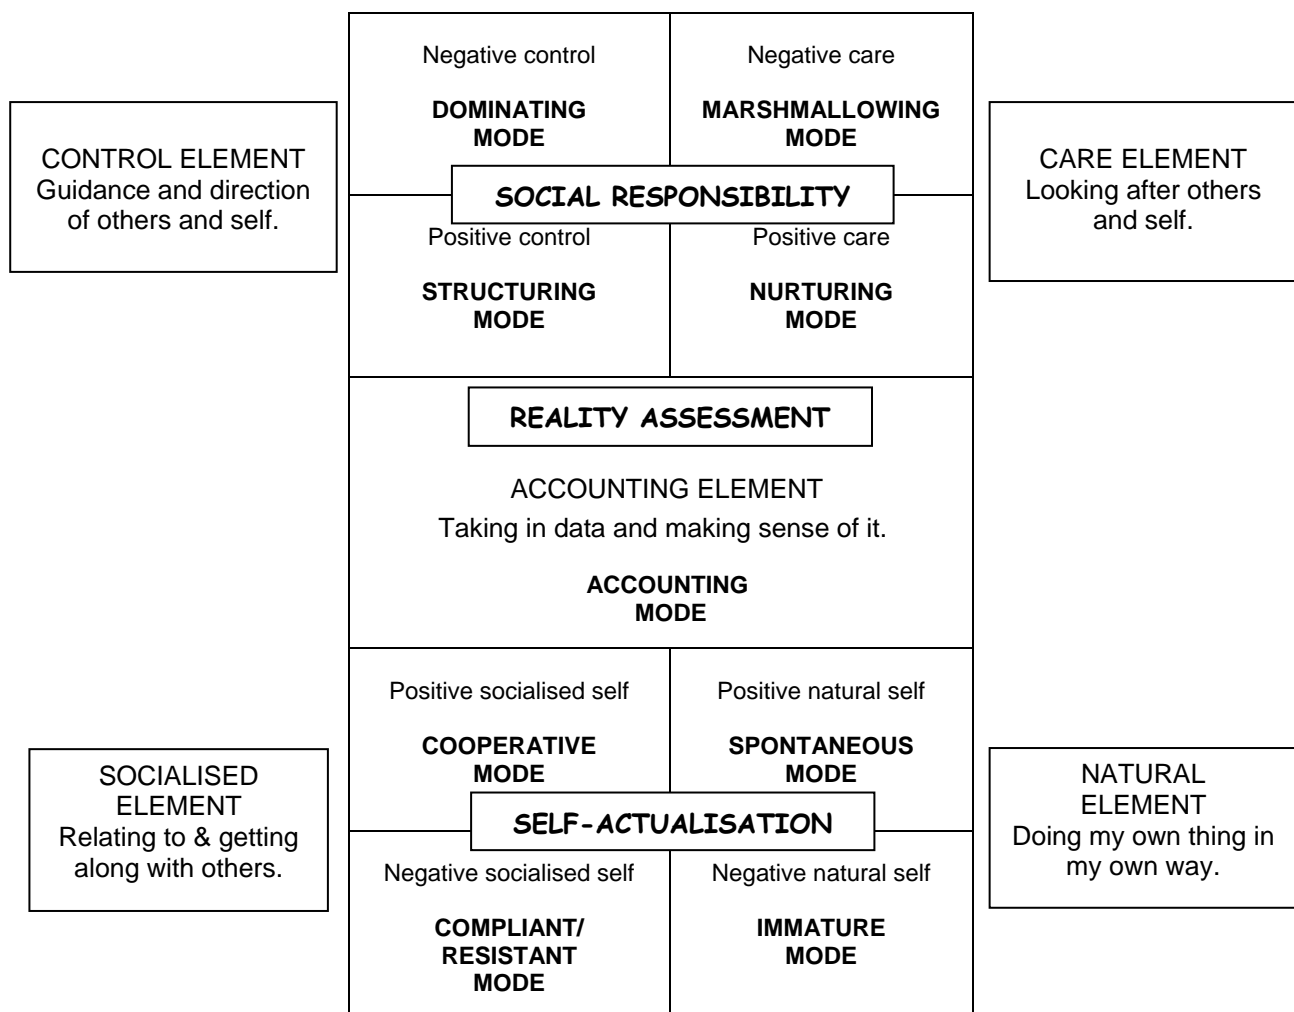 Negative control
DOMINATING
MODE
Negative care
MARSHMALLOWING
MODE
CONTROL ELEMENT
Guidance and direction
of others and self.
CARE ELEMENT
Looking after others
and self.
SOCIAL RESPONSIBILITY
Positive control
STRUCTURING
MODE
Positive care
NURTURING
MODE
REALITY ASSESSMENT
ACCOUNTING ELEMENT
Taking in data and making sense of it.
ACCOUNTING
MODE
Positive socialised self
COOPERATIVE
MODE
Positive natural self
SPONTANEOUS
MODE
SOCIALISED
ELEMENT
Relating to & getting
along with others.
NATURAL
ELEMENT
Doing my own thing in
my own way.
SELF-ACTUALISATION
Negative socialised self
COMPLIANT/
RESISTANT
MODE
Negative natural self
IMMATURE
MODE